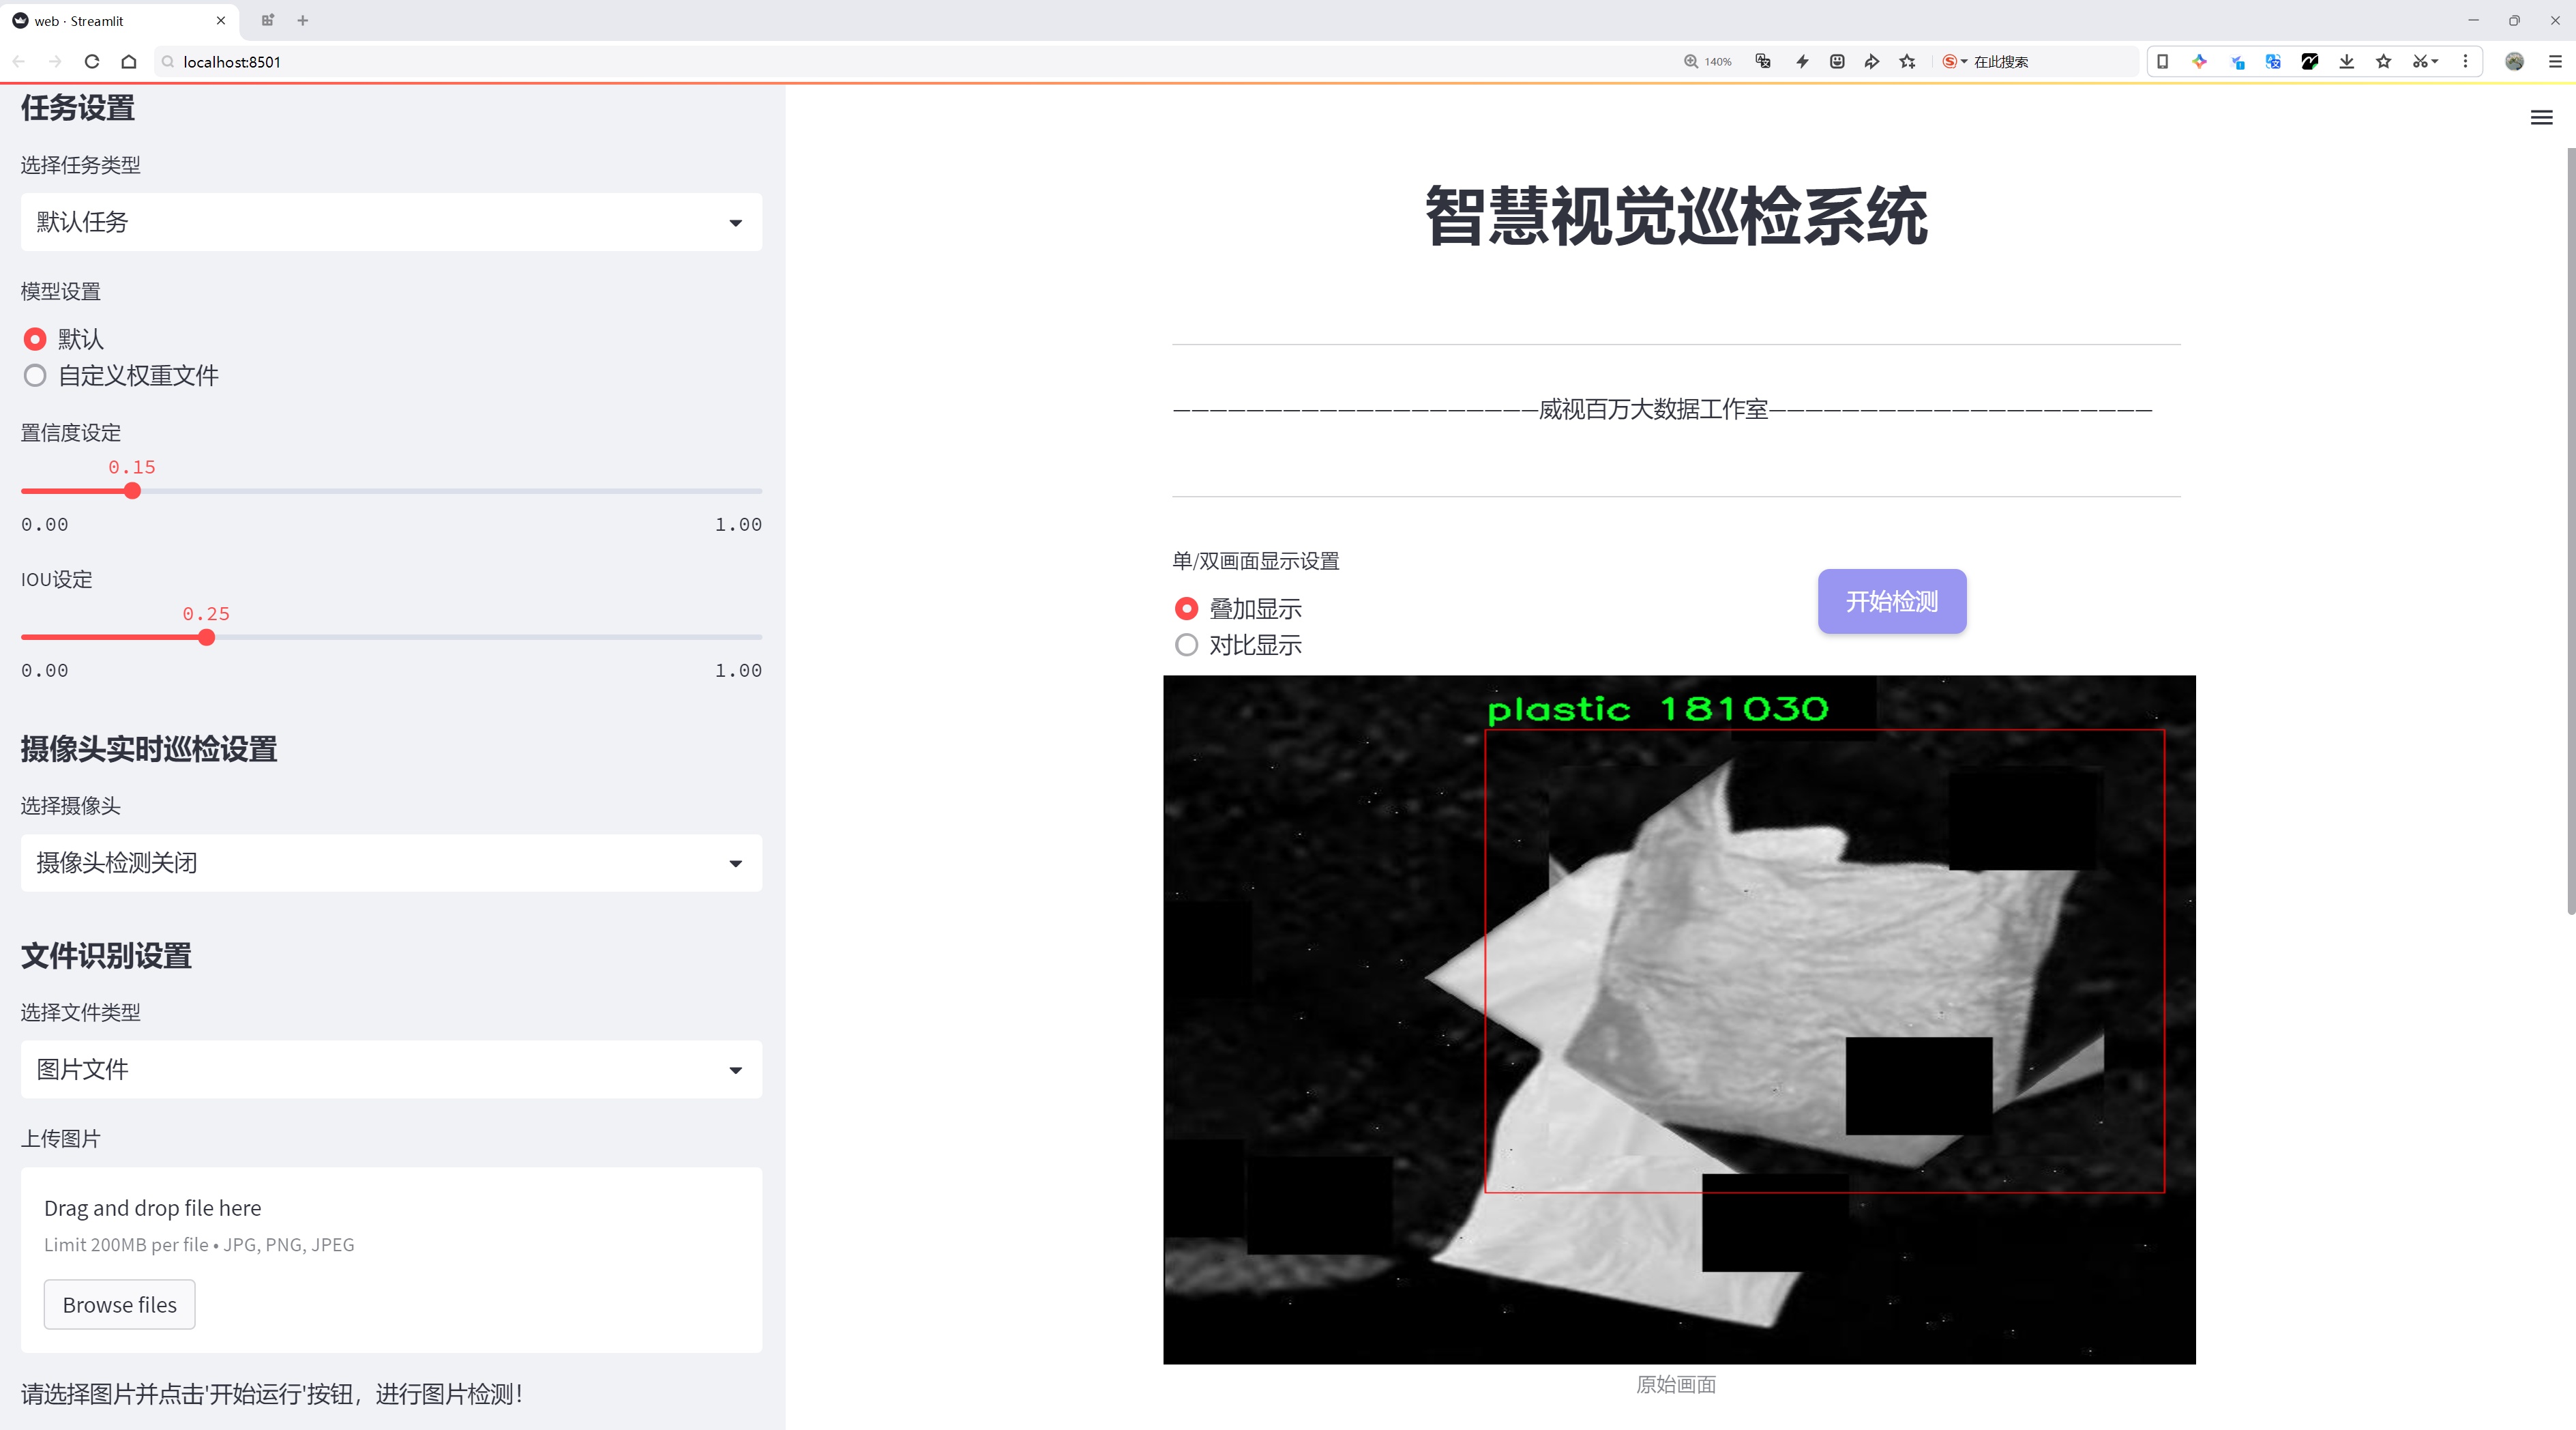 web · Streamlit
localhost:8501
140%
在此搜索
任务设置
选择任务类型
默认任务
模型设置
默认
自定义权重文件
置信度设定
0.15
0.00 1.00
IOU设定
0.25
0.00 1.00
摄像头实时巡检设置
选择摄像头
摄像头检测关闭
文件识别设置
选择文件类型
图片文件
上传图片
Drag and drop file here
Limit 200MB per file • JPG, PNG, JPEG
Browse files
请选择图片并点击'开始运行'按钮，进行图片检测！
智慧视觉巡检系统
————————————————————威视百万大数据工作室—————————————————————
单/双画面显示设置
叠加显示
对比显示
开始检测
plastic 181030
原始画面